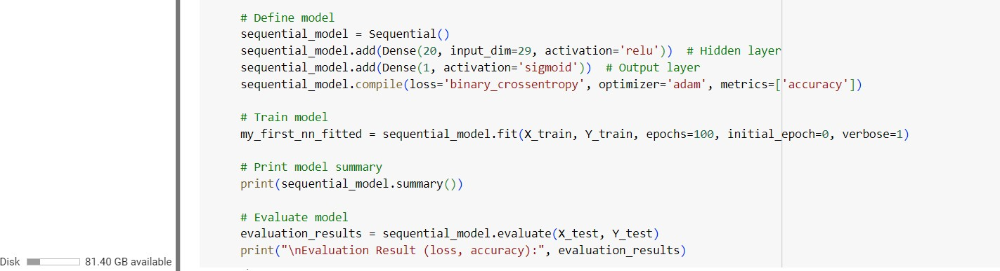 # Define model
sequential_model = Sequential()
sequential_model.add(Dense(20, input_dim=29, activation='relu'))  # Hidden layer
sequential_model.add(Dense(1, activation='sigmoid'))  # Output layer
sequential_model.compile(loss='binary_crossentropy', optimizer='adam', metrics=['accuracy'])
# Train model
my_first_nn_fitted = sequential_model.fit(X_train, Y_train, epochs=100, initial_epoch=0, verbose=1)
# Print model summary
print(sequential_model.summary())
# Evaluate model
evaluation_results = sequential_model.evaluate(X_test, Y_test)
print("\nEvaluation Result (loss, accuracy):", evaluation_results)
Disk 81.40 GB available